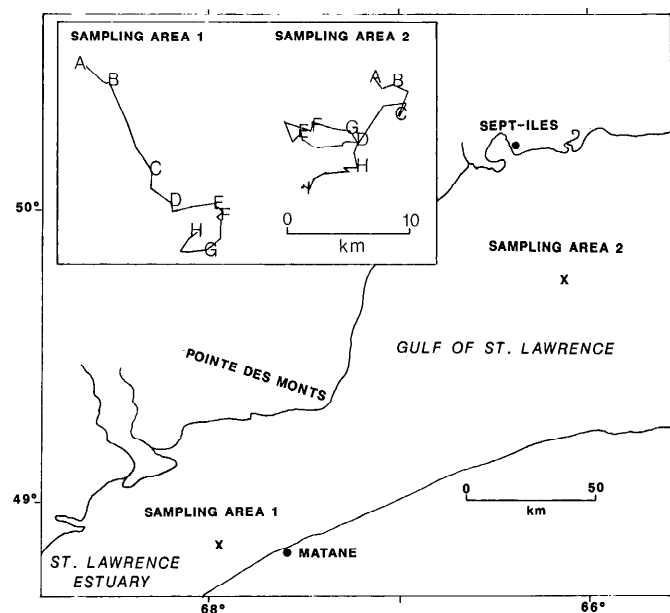 SAMPLING AREA 1
SAMPLING AREA 2
A
B
C
D
E
F
G
H
A
B
C
D
E
F
G
H
I
0 10
km
SEPT-ILES
50°
SAMPLING AREA 2
x
GULF OF ST. LAWRENCE
POINTE DES MONTS
49°
0 50
km
SAMPLING AREA 1
x
MATANE
ST. LAWRENCE
ESTUARY
68°
66°